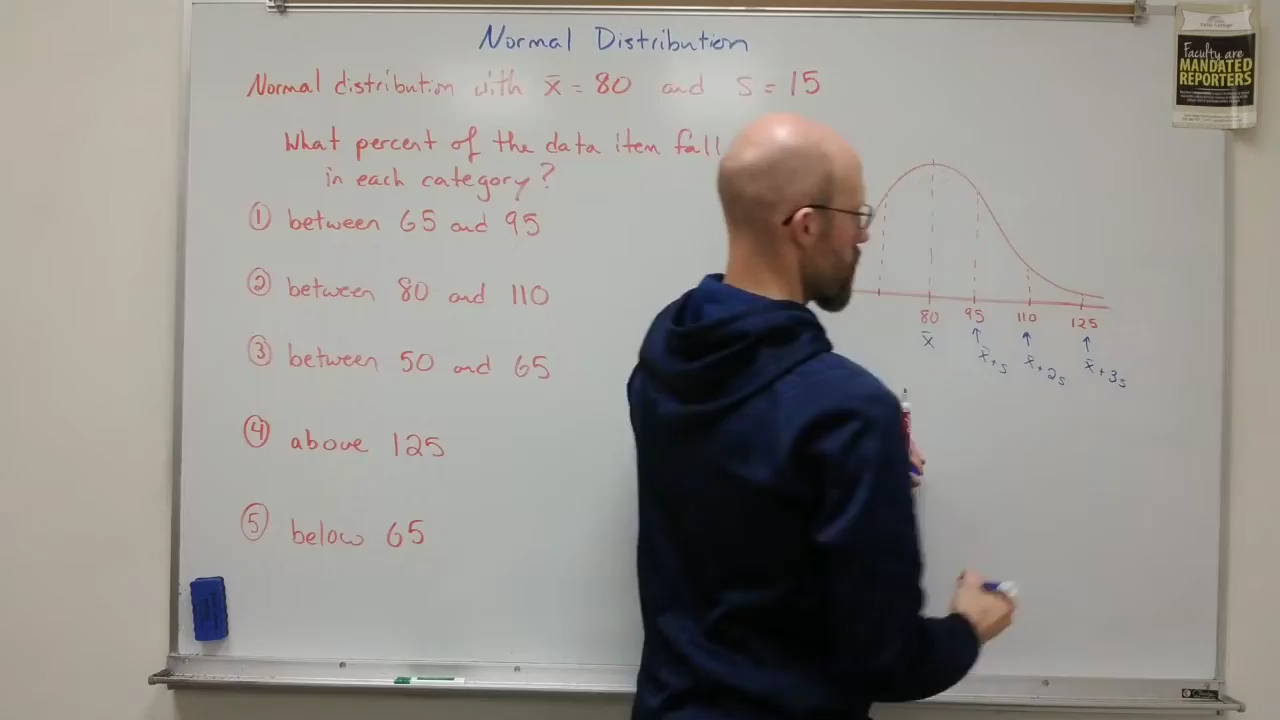 Normal Distribution
Normal distribution with x̄ = 80 and s = 15
What percent of the data item fall
in each category?
① between 65 and 95
② between 80 and 110
③ between 50 and 65
④ above 125
⑤ below 65
80 95 110 125
x̄ x̄+s x̄+2s x̄+3s
Faculty are
MANDATED
REPORTERS